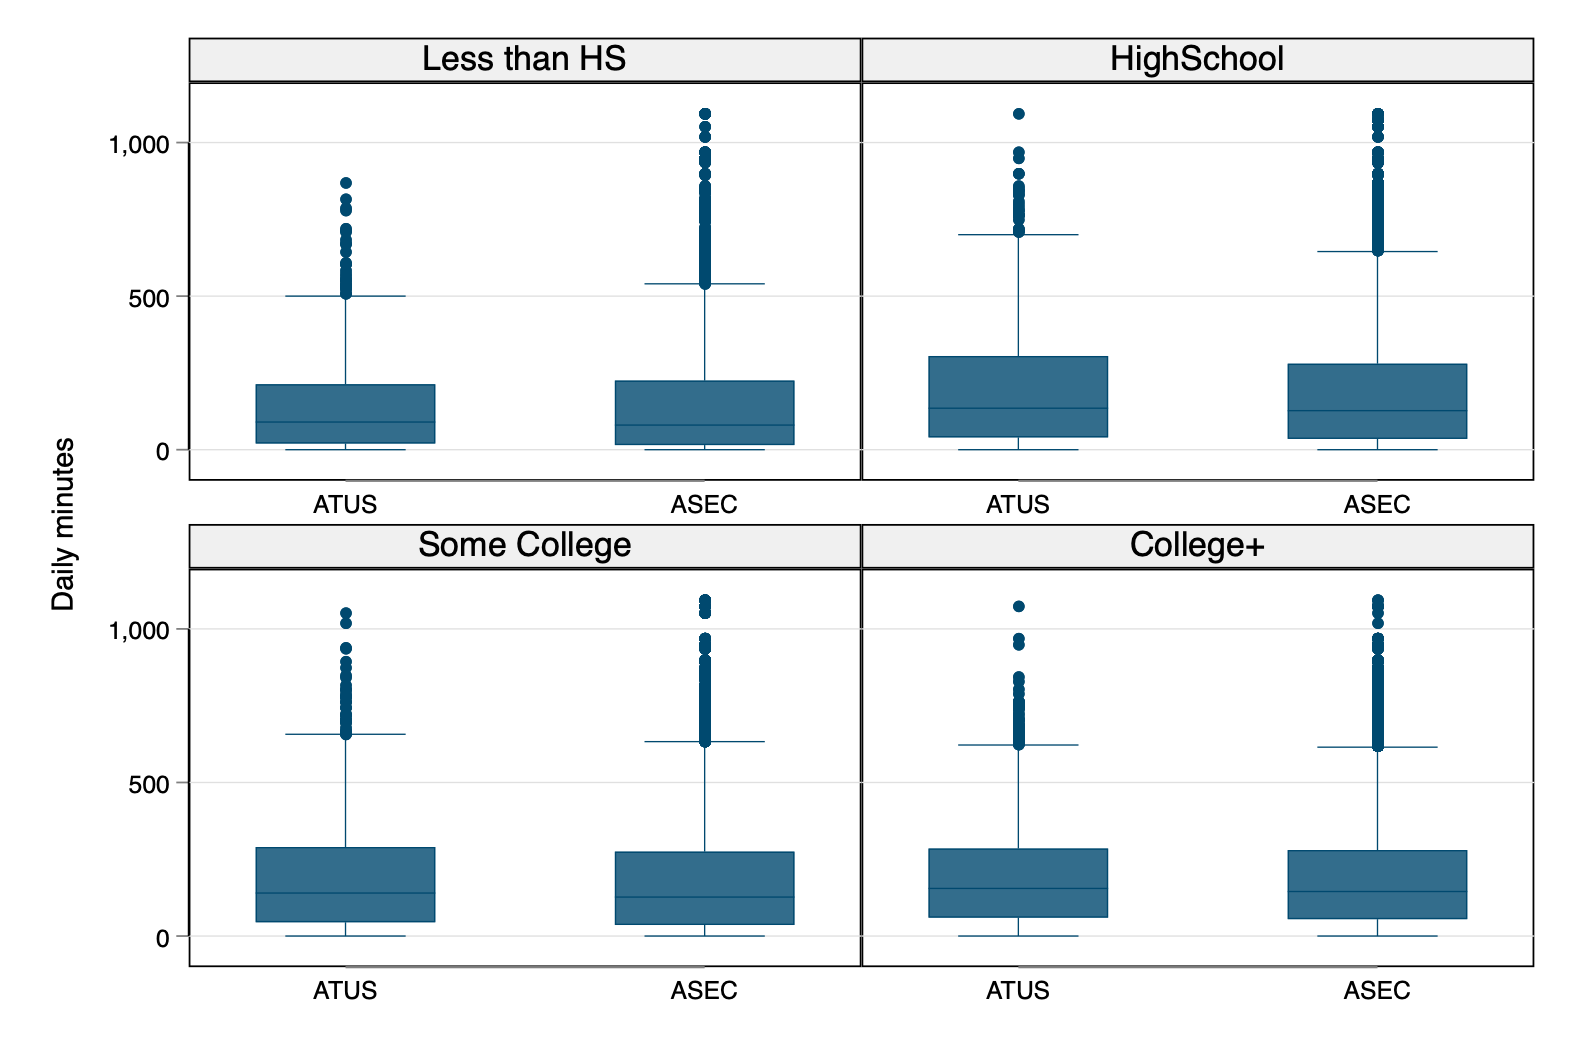 Less than HS
HighSchool
1,000
500
0
ATUS
ASEC
ATUS
ASEC
Daily minutes
Some College
College+
1,000
500
0
ATUS
ASEC
ATUS
ASEC